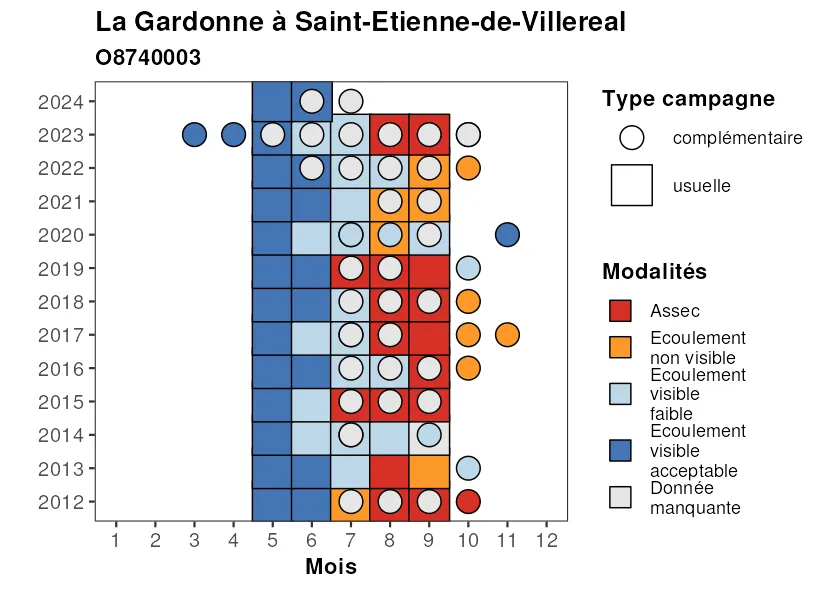 La Gardonne à Saint-Etienne-de-Villereal
O8740003
2024
2023
2022
2021
2020
2019
2018
2017
2016
2015
2014
2013
2012
1 2 3 4 5 6 7 8 9 10 11 12
Mois
Type campagne
complémentaire
usuelle
Modalités
Assec
Ecoulement
non visible
Ecoulement
visible
faible
Ecoulement
visible
acceptable
Donnée
manquante